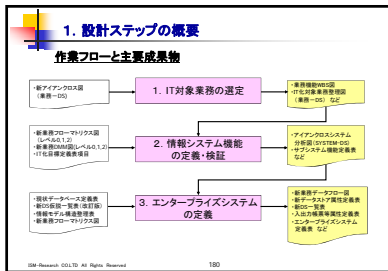 1. 設計ステップの概要
作業フローと主要成果物
・新アイアンクロス図
(業務－DS)
1. IT対象業務の選定
・業務機能WBS図
・IT化対象業務整理図
(業務－DS) など
・新業務フローマトリクス図
(レベル0,1,2)
・新業務DMM図(レベル0,1,2)
・IT化目標定義表項目
2. 情報システム機能
の定義・検証
・アイアンクロスシステム
分析図(SYSTEM-DS)
・サブシステム機能定義表
など
・現状データベース定義表
・新DS仮説一覧表(改訂版)
・情報モデル構造整理表
・新業務フローマトリクス図
3. エンタープライズシステム
の定義
・新業務データフロー図
・新データストア属性定義表
・新DS一覧表
・入出力帳票等属性定義表
・エンタープライズシステム
定義表 など
ISM-Research CO.LTD All Rights Reserved
180